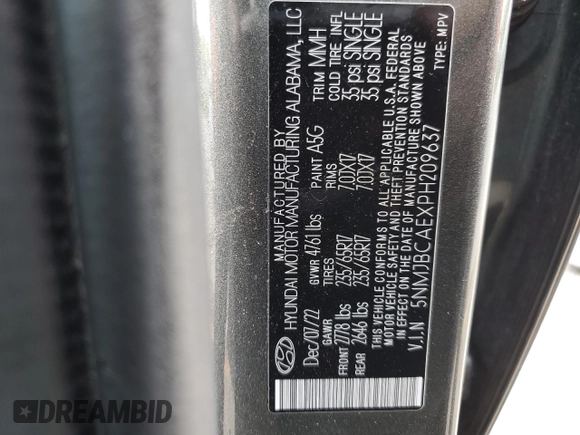 MANUFACTURED BY
HYUNDAI MOTOR MANUFACTURING ALABAMA, LLC
Dec/07/22 GVWR 4761 lbs PAINT A5G TRIM MMH
GAWR TIRES RIMS COLD TIRE INFL
FRONT 2778 lbs 235/65R17 7.0JX17 35 psi SINGLE
REAR 2646 lbs 235/65R17 7.0JX17 35 psi SINGLE
THIS VEHICLE CONFORMS TO ALL APPLICABLE U.S.A. FEDERAL
MOTOR VEHICLE SAFETY AND THEFT PREVENTION STANDARDS
IN EFFECT ON THE DATE OF MANUFACTURE SHOWN ABOVE
V.I.N 5NMJBCAEXPH209637 TYPE: MPV
DREAMBID